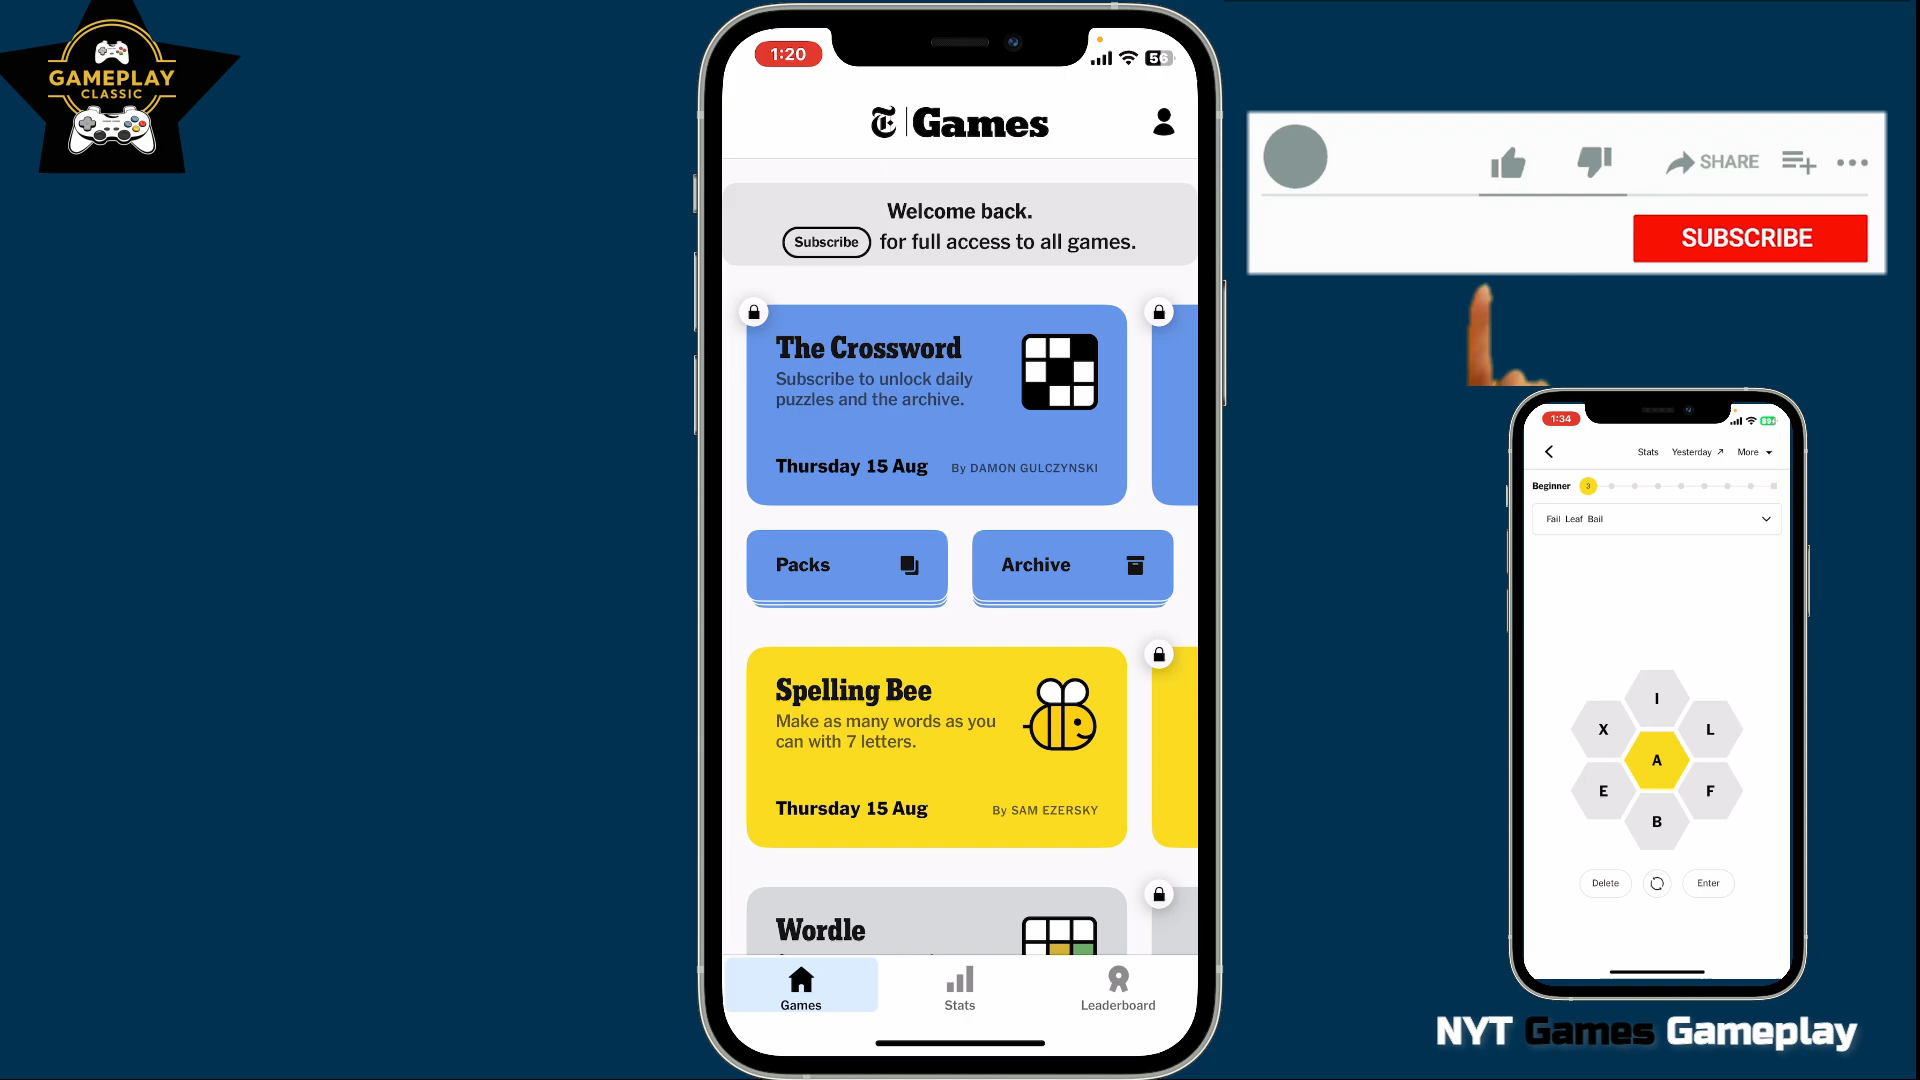 GAMEPLAY
CLASSIC
1:20
56
Games
Welcome back.
Subscribe for full access to all games.
The Crossword
Subscribe to unlock daily
puzzles and the archive.
Thursday 15 Aug
By DAMON GULCZYNSKI
Packs
Archive
Spelling Bee
Make as many words as you
can with 7 letters.
Thursday 15 Aug
By SAM EZERSKY
Wordle
Games
Stats
Leaderboard
SHARE
SUBSCRIBE
1:34
Stats
Yesterday
More
Beginner
3
Fail Leaf Bail
I
X
L
A
E
F
B
Delete
Enter
NYT Games Gameplay